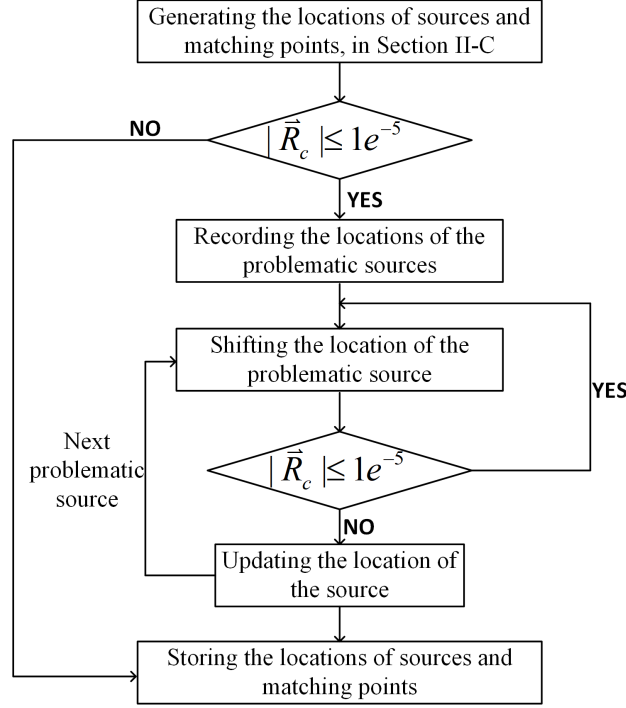 Generating the locations of sources and
matching points, in Section II-C
NO
| R⃗_c |≤ 1e^{-5}
YES
Recording the locations of the
problematic sources
Shifting the location of the
problematic source
YES
Next
problematic
source
| R⃗_c |≤ 1e^{-5}
NO
Updating the location of
the source
Storing the locations of sources and
matching points